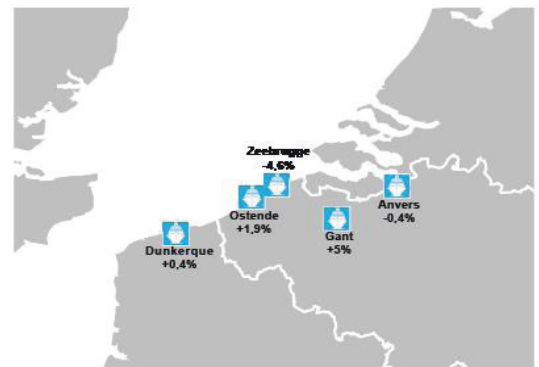 Zeebrugge
-4,6%
Ostende
+1,9%
Anvers
-0,4%
Gant
+5%
Dunkerque
+0,4%